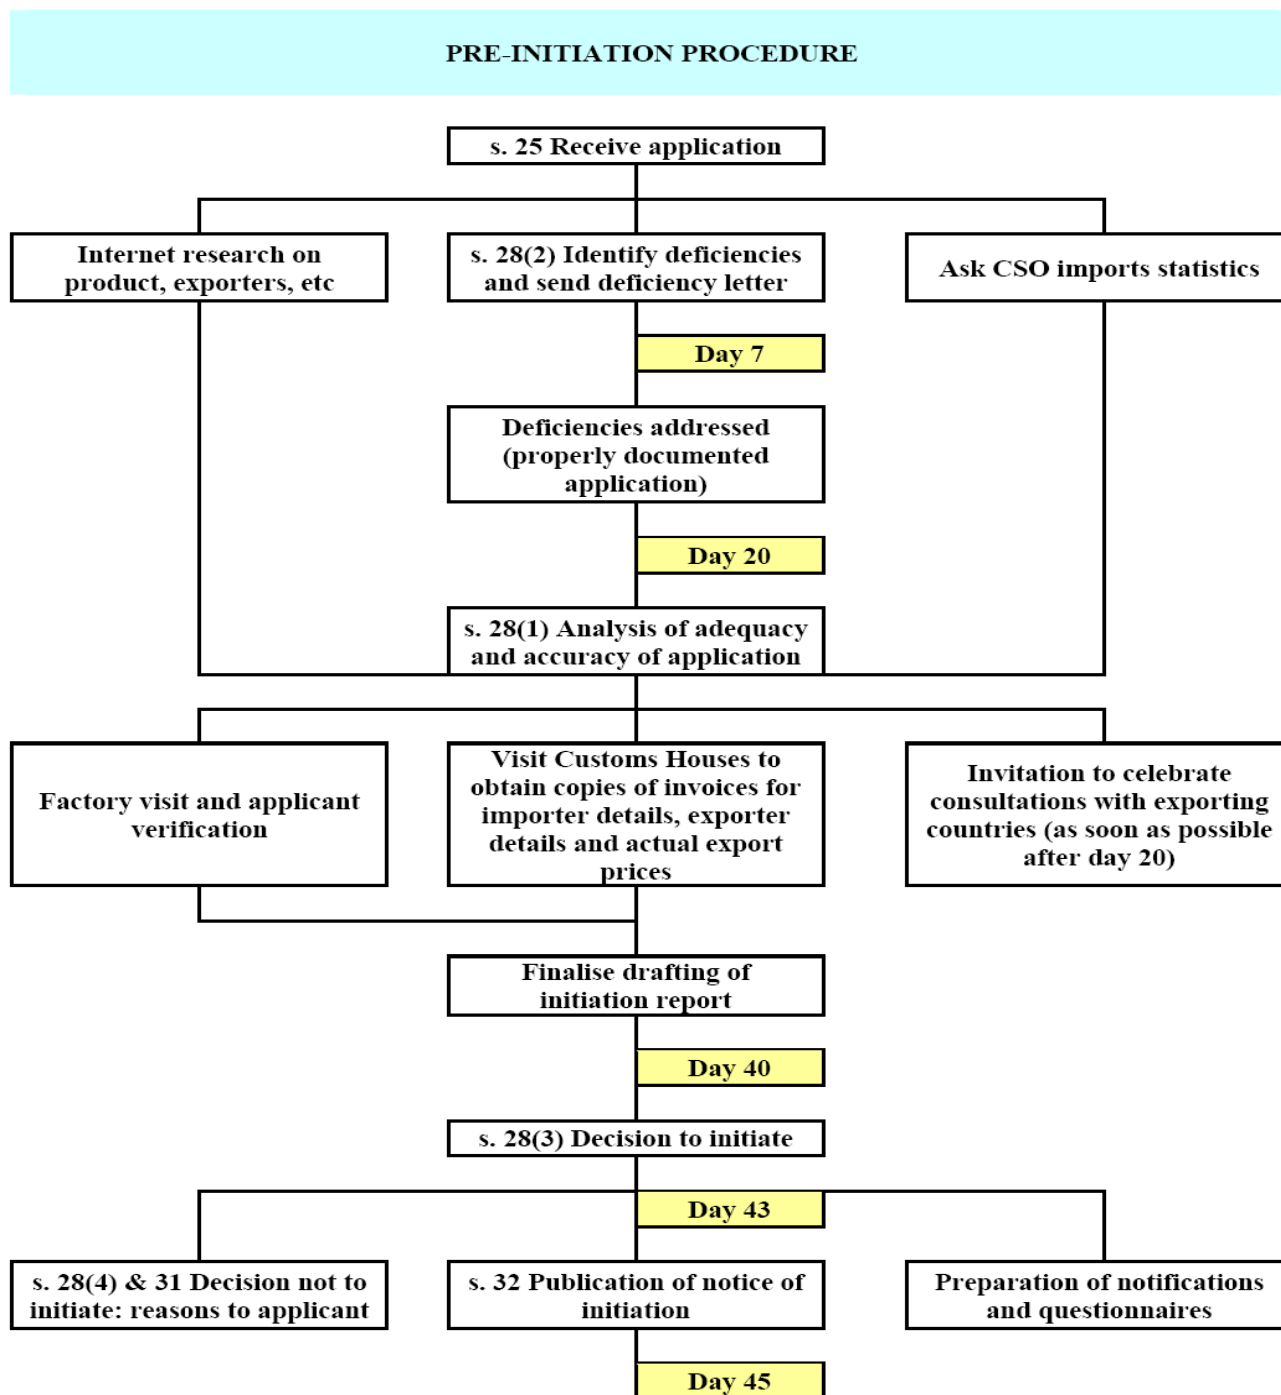 PRE-INITIATION PROCEDURE
s. 25 Receive application
Internet research on
product, exporters, etc
s. 28(2) Identify deficiencies
and send deficiency letter
Ask CSO imports statistics
Day 7
Deficiencies addressed
(properly documented
application)
Day 20
s. 28(1) Analysis of adequacy
and accuracy of application
Factory visit and applicant
verification
Visit Customs Houses to
obtain copies of invoices for
importer details, exporter
details and actual export
prices
Invitation to celebrate
consultations with exporting
countries (as soon as possible
after day 20)
Finalise drafting of
initiation report
Day 40
s. 28(3) Decision to initiate
Day 43
s. 28(4) & 31 Decision not to
initiate: reasons to applicant
s. 32 Publication of notice of
initiation
Preparation of notifications
and questionnaires
Day 45